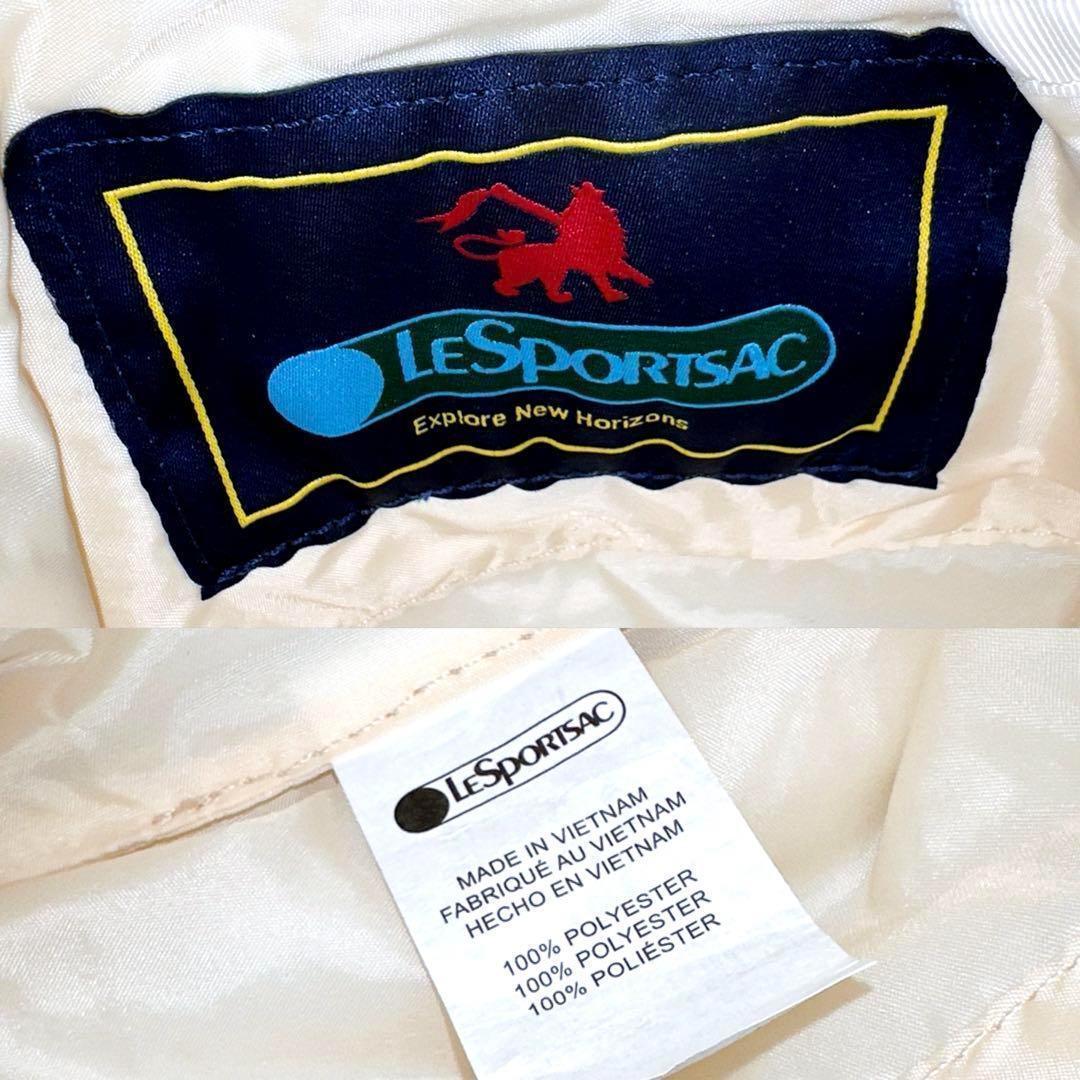 LESPORTSAC
Explore New Horizons
LESPORTSAC
MADE IN VIETNAM
FABRIQUÉ AU VIETNAM
HECHO EN VIETNAM
100% POLYESTER
100% POLYESTER
100% POLIÉSTER